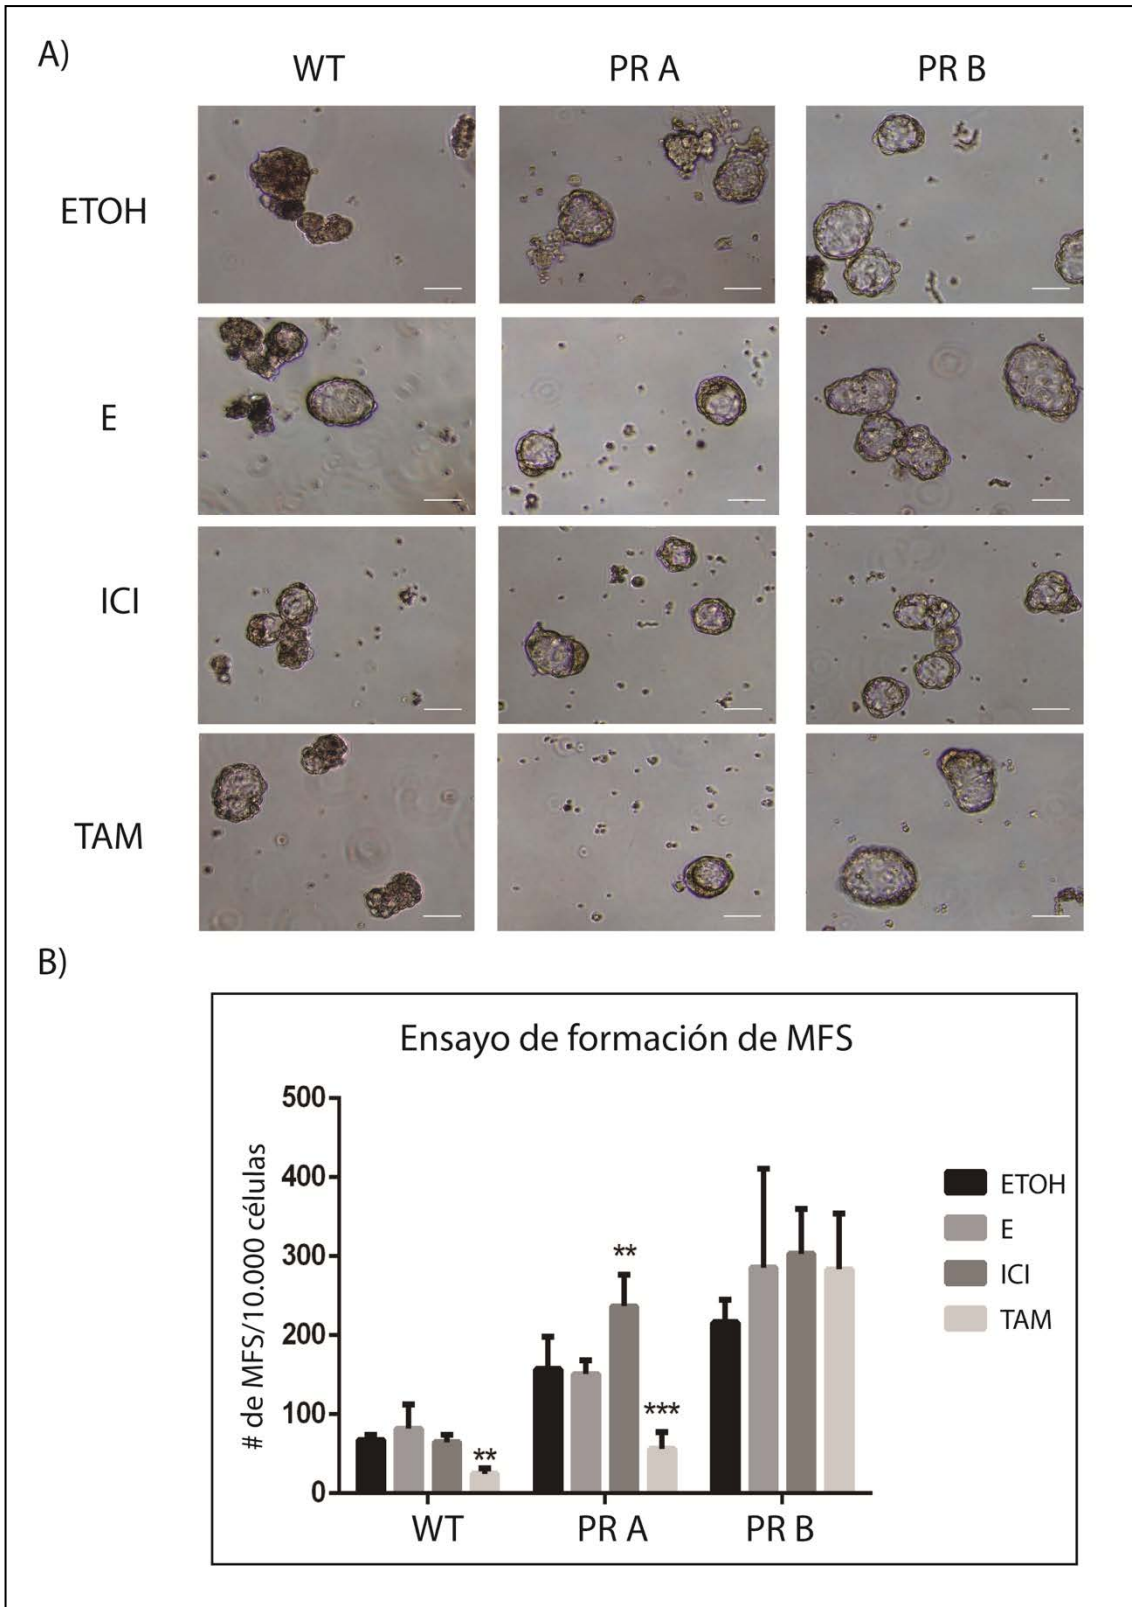 A)
WT PR A PR B
ETOH
E
ICI
TAM
B)
Ensayo de formación de MFS
# de MFS/10.000 células
500
400
300
200
100
0
**
**
***
WT PR A PR B
ETOH
E
ICI
TAM